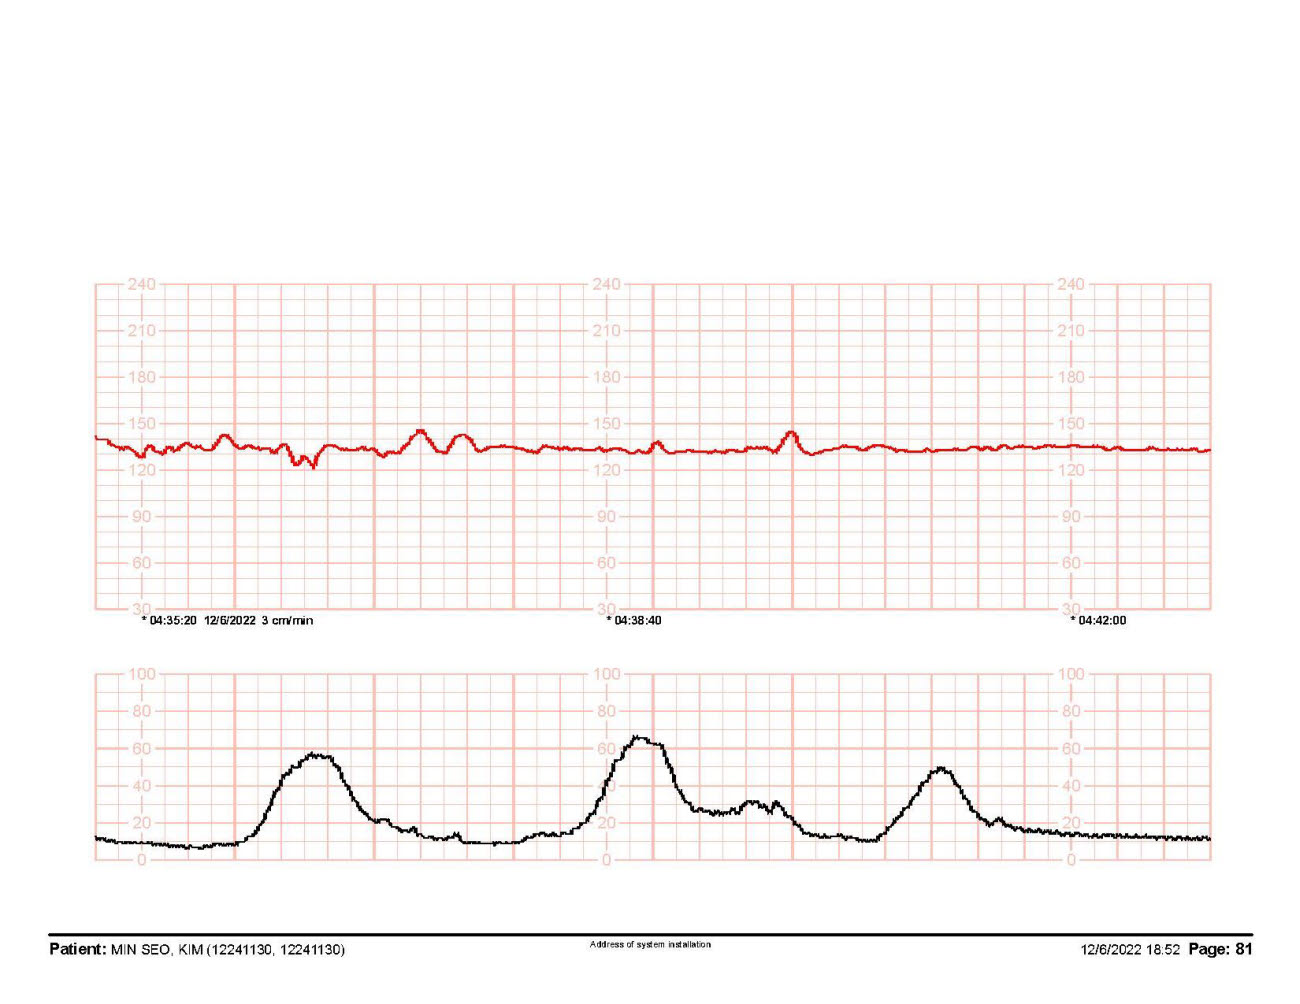 240 240 240
210 210 210
180 180 180
150 150 150
120 120 120
90 90 90
60 60 60
30 30 30
* 04:35:20 12/6/2022 3 cm/min * 04:38:40 * 04:42:00
100 100 100
80 80 80
60 60 60
40 40 40
20 20 20
0 0 0
Patient: MIN SEO, KIM (12241130, 12241130) Address of system installation 12/6/2022 18:52 Page: 81